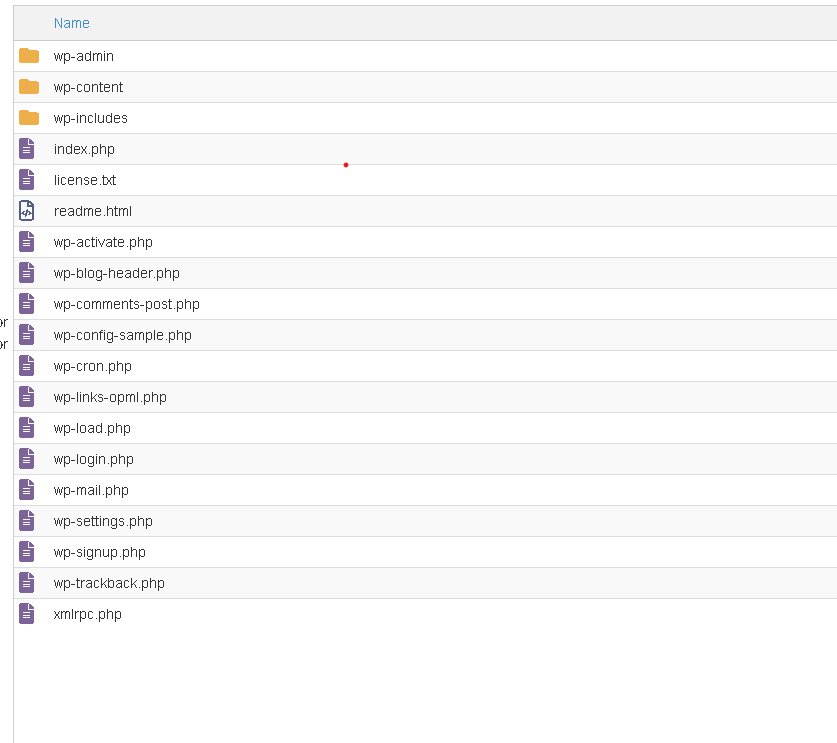 Name
wp-admin
wp-content
wp-includes
index.php
license.txt
readme.html
wp-activate.php
wp-blog-header.php
wp-comments-post.php
or
wp-config-sample.php
or
wp-cron.php
wp-links-opml.php
wp-load.php
wp-login.php
wp-mail.php
wp-settings.php
wp-signup.php
wp-trackback.php
xmlrpc.php